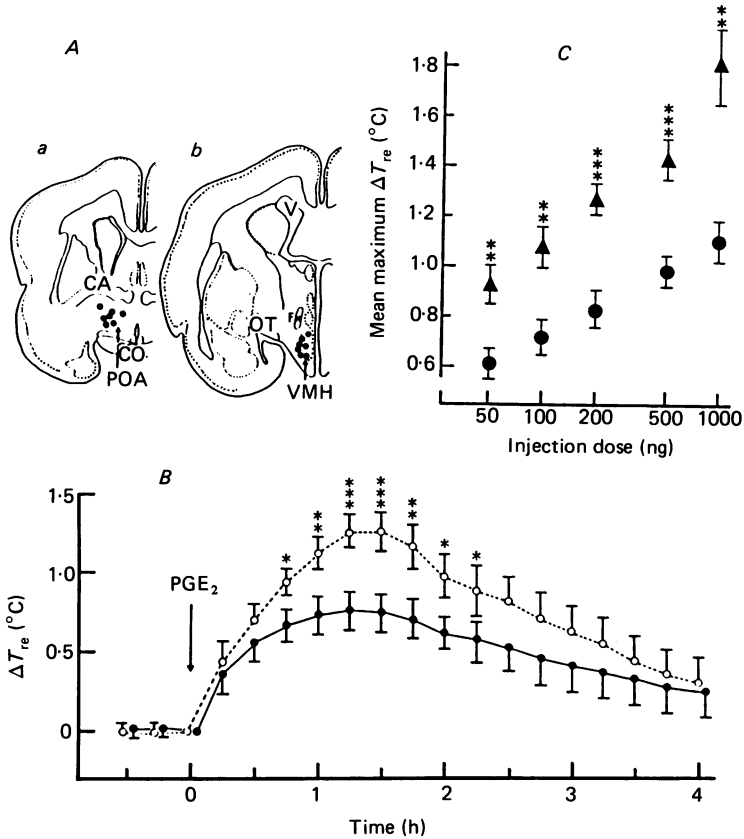 A
a
b
V
CA
C
F
OT
CO
POA
VMH
C
Mean maximum ΔTre (°C)
1·8
1·6
1·4
1·2
1·0
0·8
0·6
**
**
***
***
**
50 100 200 500 1000
Injection dose (ng)
B
ΔTre (°C)
1·5
1·0
0·5
0
PGE2
*
**
***
***
**
*
*
0 1 2 3 4
Time (h)